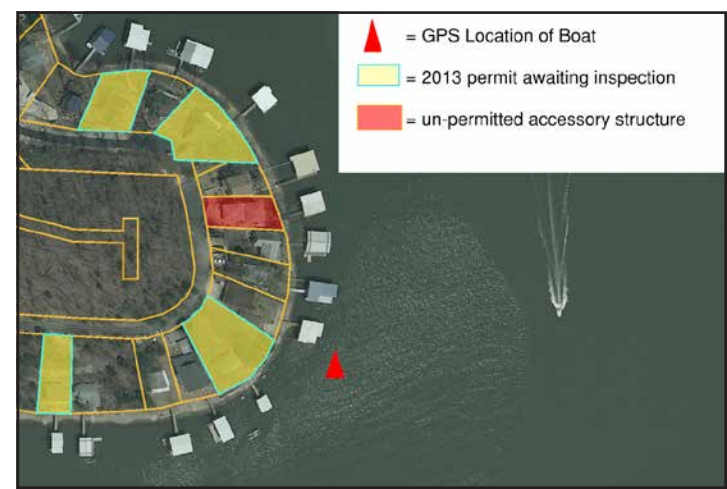 = GPS Location of Boat
= 2013 permit awaiting inspection
= un-permitted accessory structure